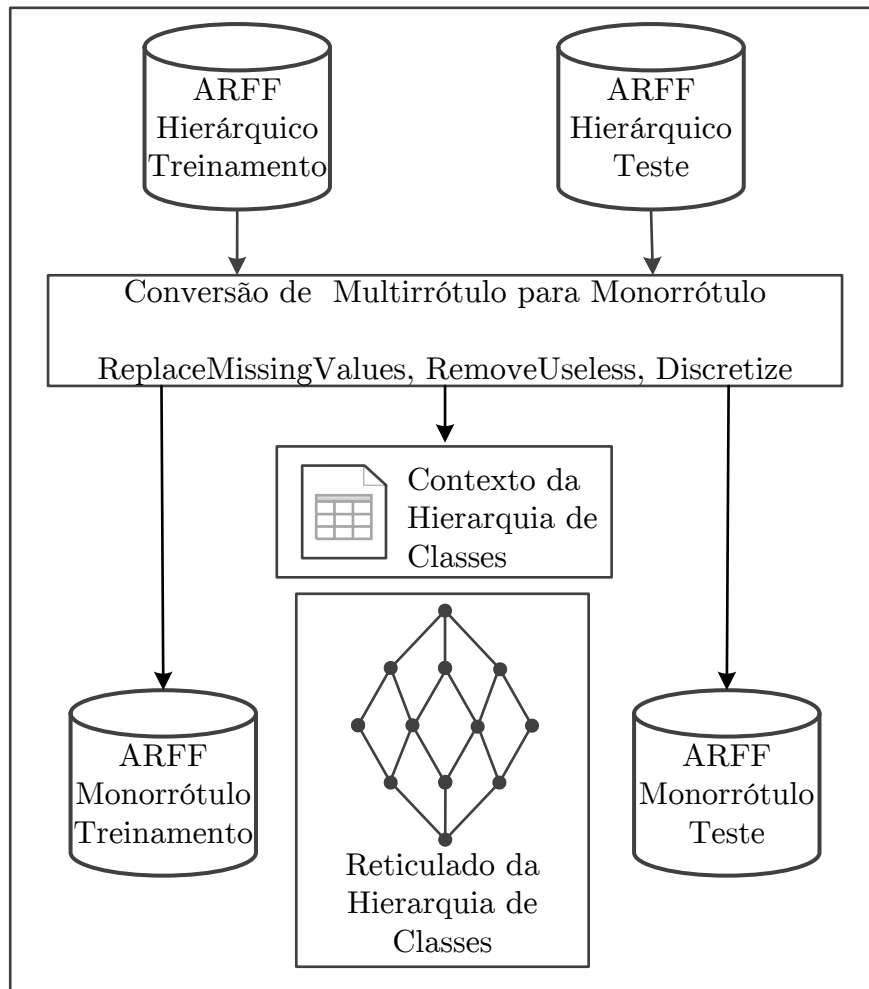 ARFF
Hierárquico
Treinamento
ARFF
Hierárquico
Teste
Conversão de Multirrótulo para Monorrótulo
ReplaceMissingValues, RemoveUseless, Discretize
Contexto da
Hierarquia de
Classes
ARFF
Monorrótulo
Treinamento
Reticulado da
Hierarquia de
Classes
ARFF
Monorrótulo
Teste